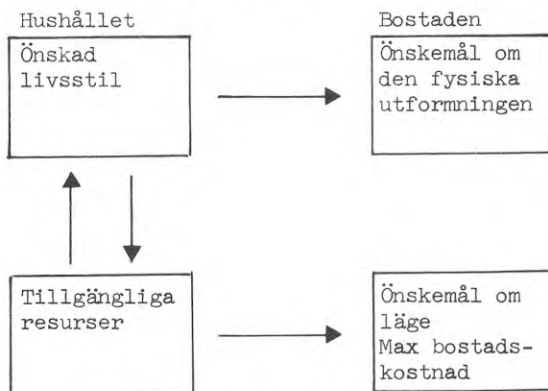 Hushållet
Bostaden
Önskad
livsstil
Önskemål om
den fysiska
utformningen
Tillgängliga
resurser
Önskemål om
läge
Max bostads-
kostnad